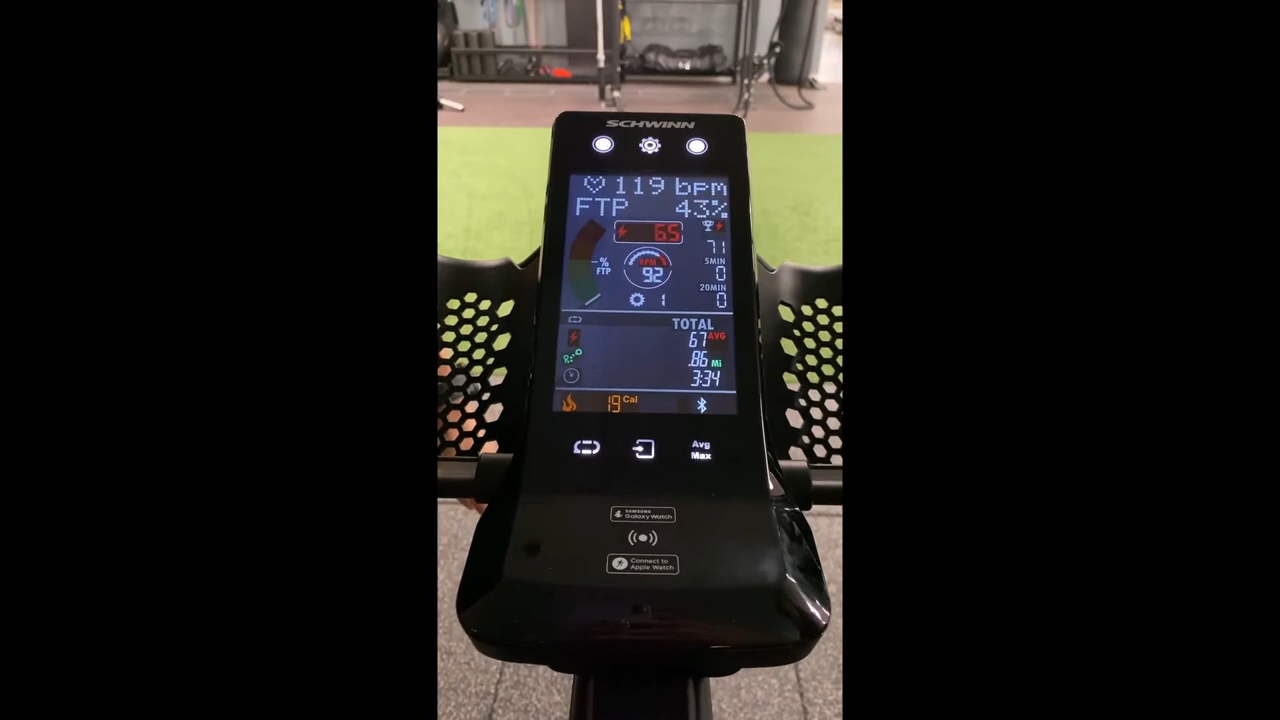 SCHWINN
119 bpm
FTP 43%
65
71
% FTP
RPM
92
5MIN
0
20MIN
1
0
TOTAL
67 AVG
.86 Mi
3:34
19 Cal
Avg
Max
SAMSUNG
Galaxy Watch
Connect to
Apple Watch